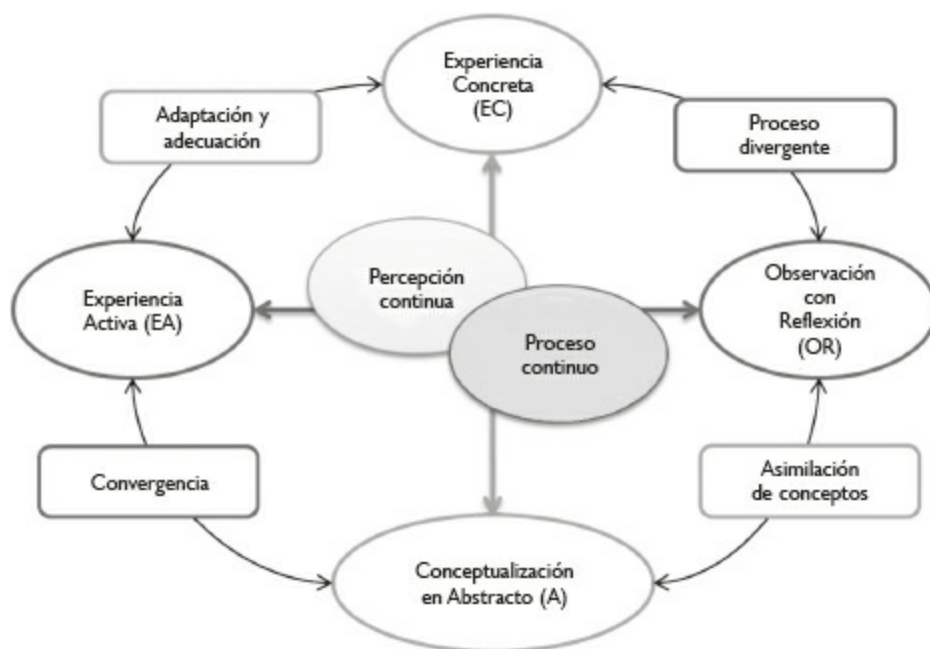 Experiencia
Concreta
(EC)
Adaptación y
adecuación
Proceso
divergente
Percepción
continua
Experiencia
Activa (EA)
Observación
con
Reflexión
(OR)
Proceso
continuo
Convergencia
Asimilación
de conceptos
Conceptualización
en Abstracto (A)